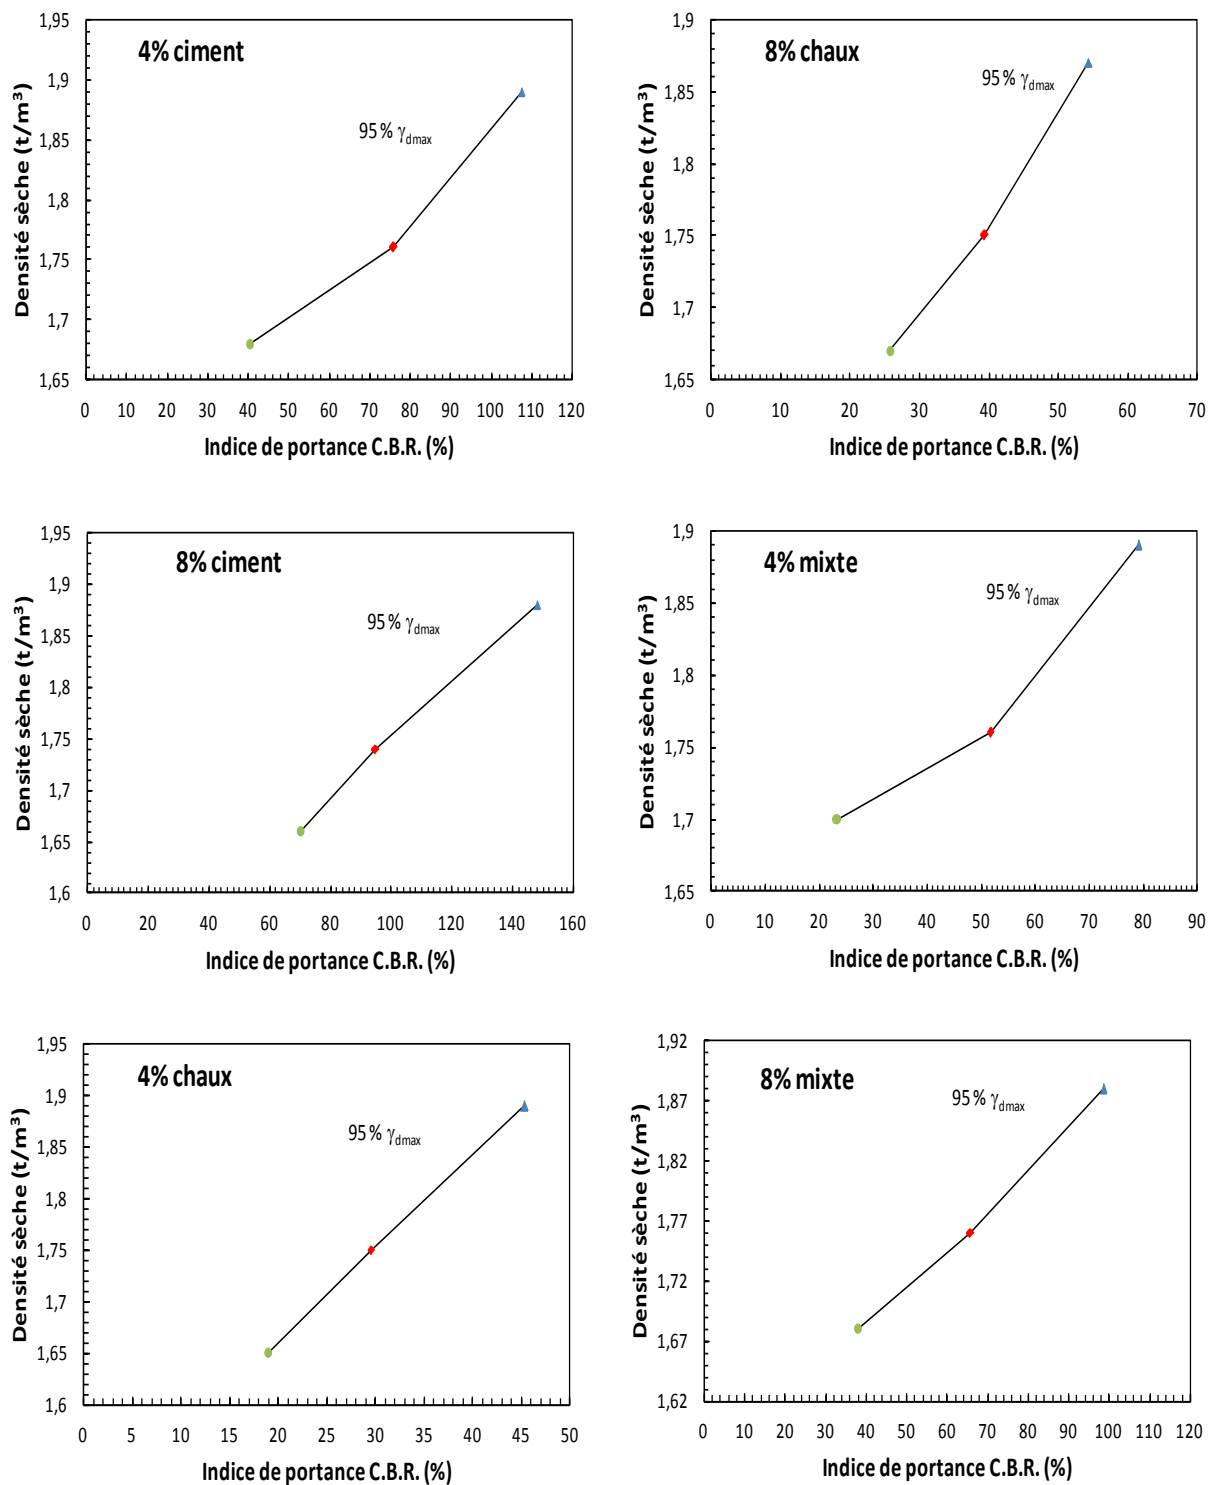 4% ciment
95% γdmax
Densité sèche (t/m³)
1,95
1,9
1,85
1,8
1,75
1,7
1,65
0 10 20 30 40 50 60 70 80 90 100 110 120
Indice de portance C.B.R. (%)
8% chaux
95% γdmax
Densité sèche (t/m³)
1,9
1,85
1,8
1,75
1,7
1,65
0 10 20 30 40 50 60 70
Indice de portance C.B.R. (%)
8% ciment
95% γdmax
Densité sèche (t/m³)
1,95
1,9
1,85
1,8
1,75
1,7
1,65
1,6
0 20 40 60 80 100 120 140 160
Indice de portance C.B.R. (%)
4% mixte
95% γdmax
Densité sèche (t/m³)
1,9
1,85
1,8
1,75
1,7
1,65
0 10 20 30 40 50 60 70 80 90
Indice de portance C.B.R. (%)
4% chaux
95% γdmax
Densité sèche (t/m³)
1,95
1,9
1,85
1,8
1,75
1,7
1,65
1,6
0 5 10 15 20 25 30 35 40 45 50
Indice de portance C.B.R. (%)
8% mixte
95% γdmax
Densité sèche (t/m³)
1,92
1,87
1,82
1,77
1,72
1,67
1,62
0 10 20 30 40 50 60 70 80 90 100 110 120
Indice de portance C.B.R. (%)